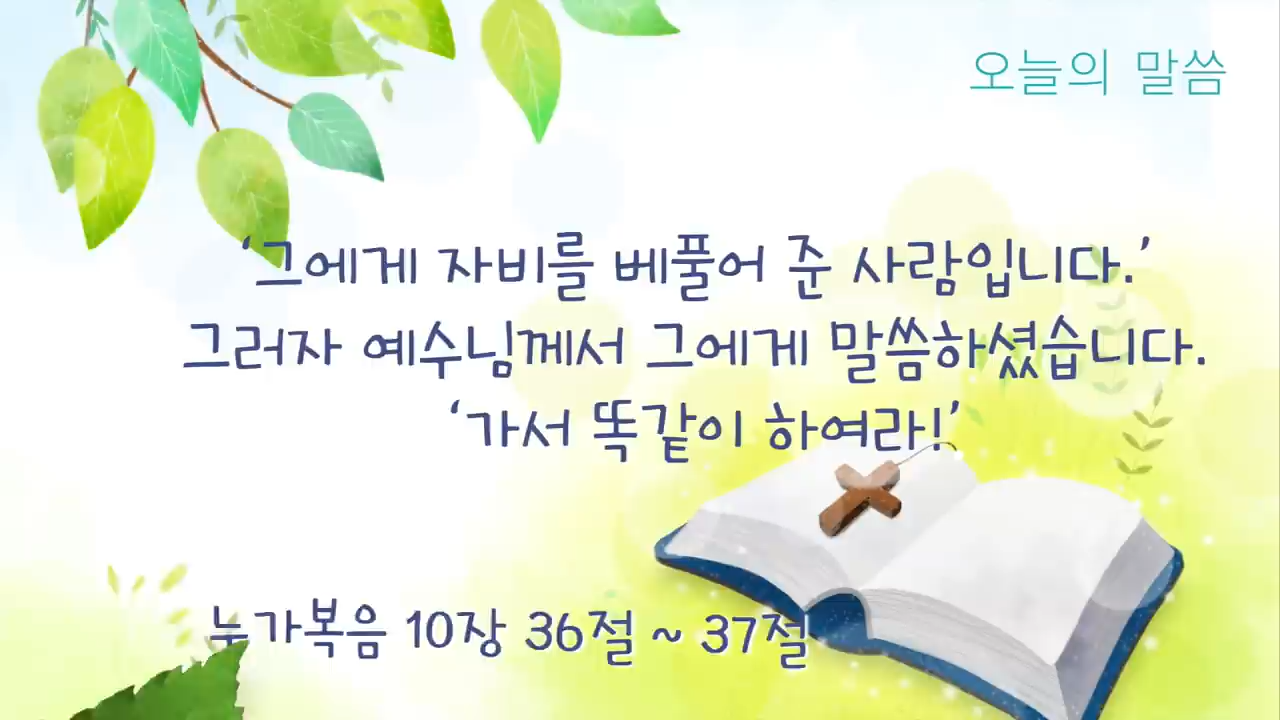 오늘의 말씀
‘그에게 자비를 베풀어 준 사람입니다.’
그러자 예수님께서 그에게 말씀하셨습니다.
‘가서 똑같이 하여라!’
누가복음 10장 36절 ~ 37절